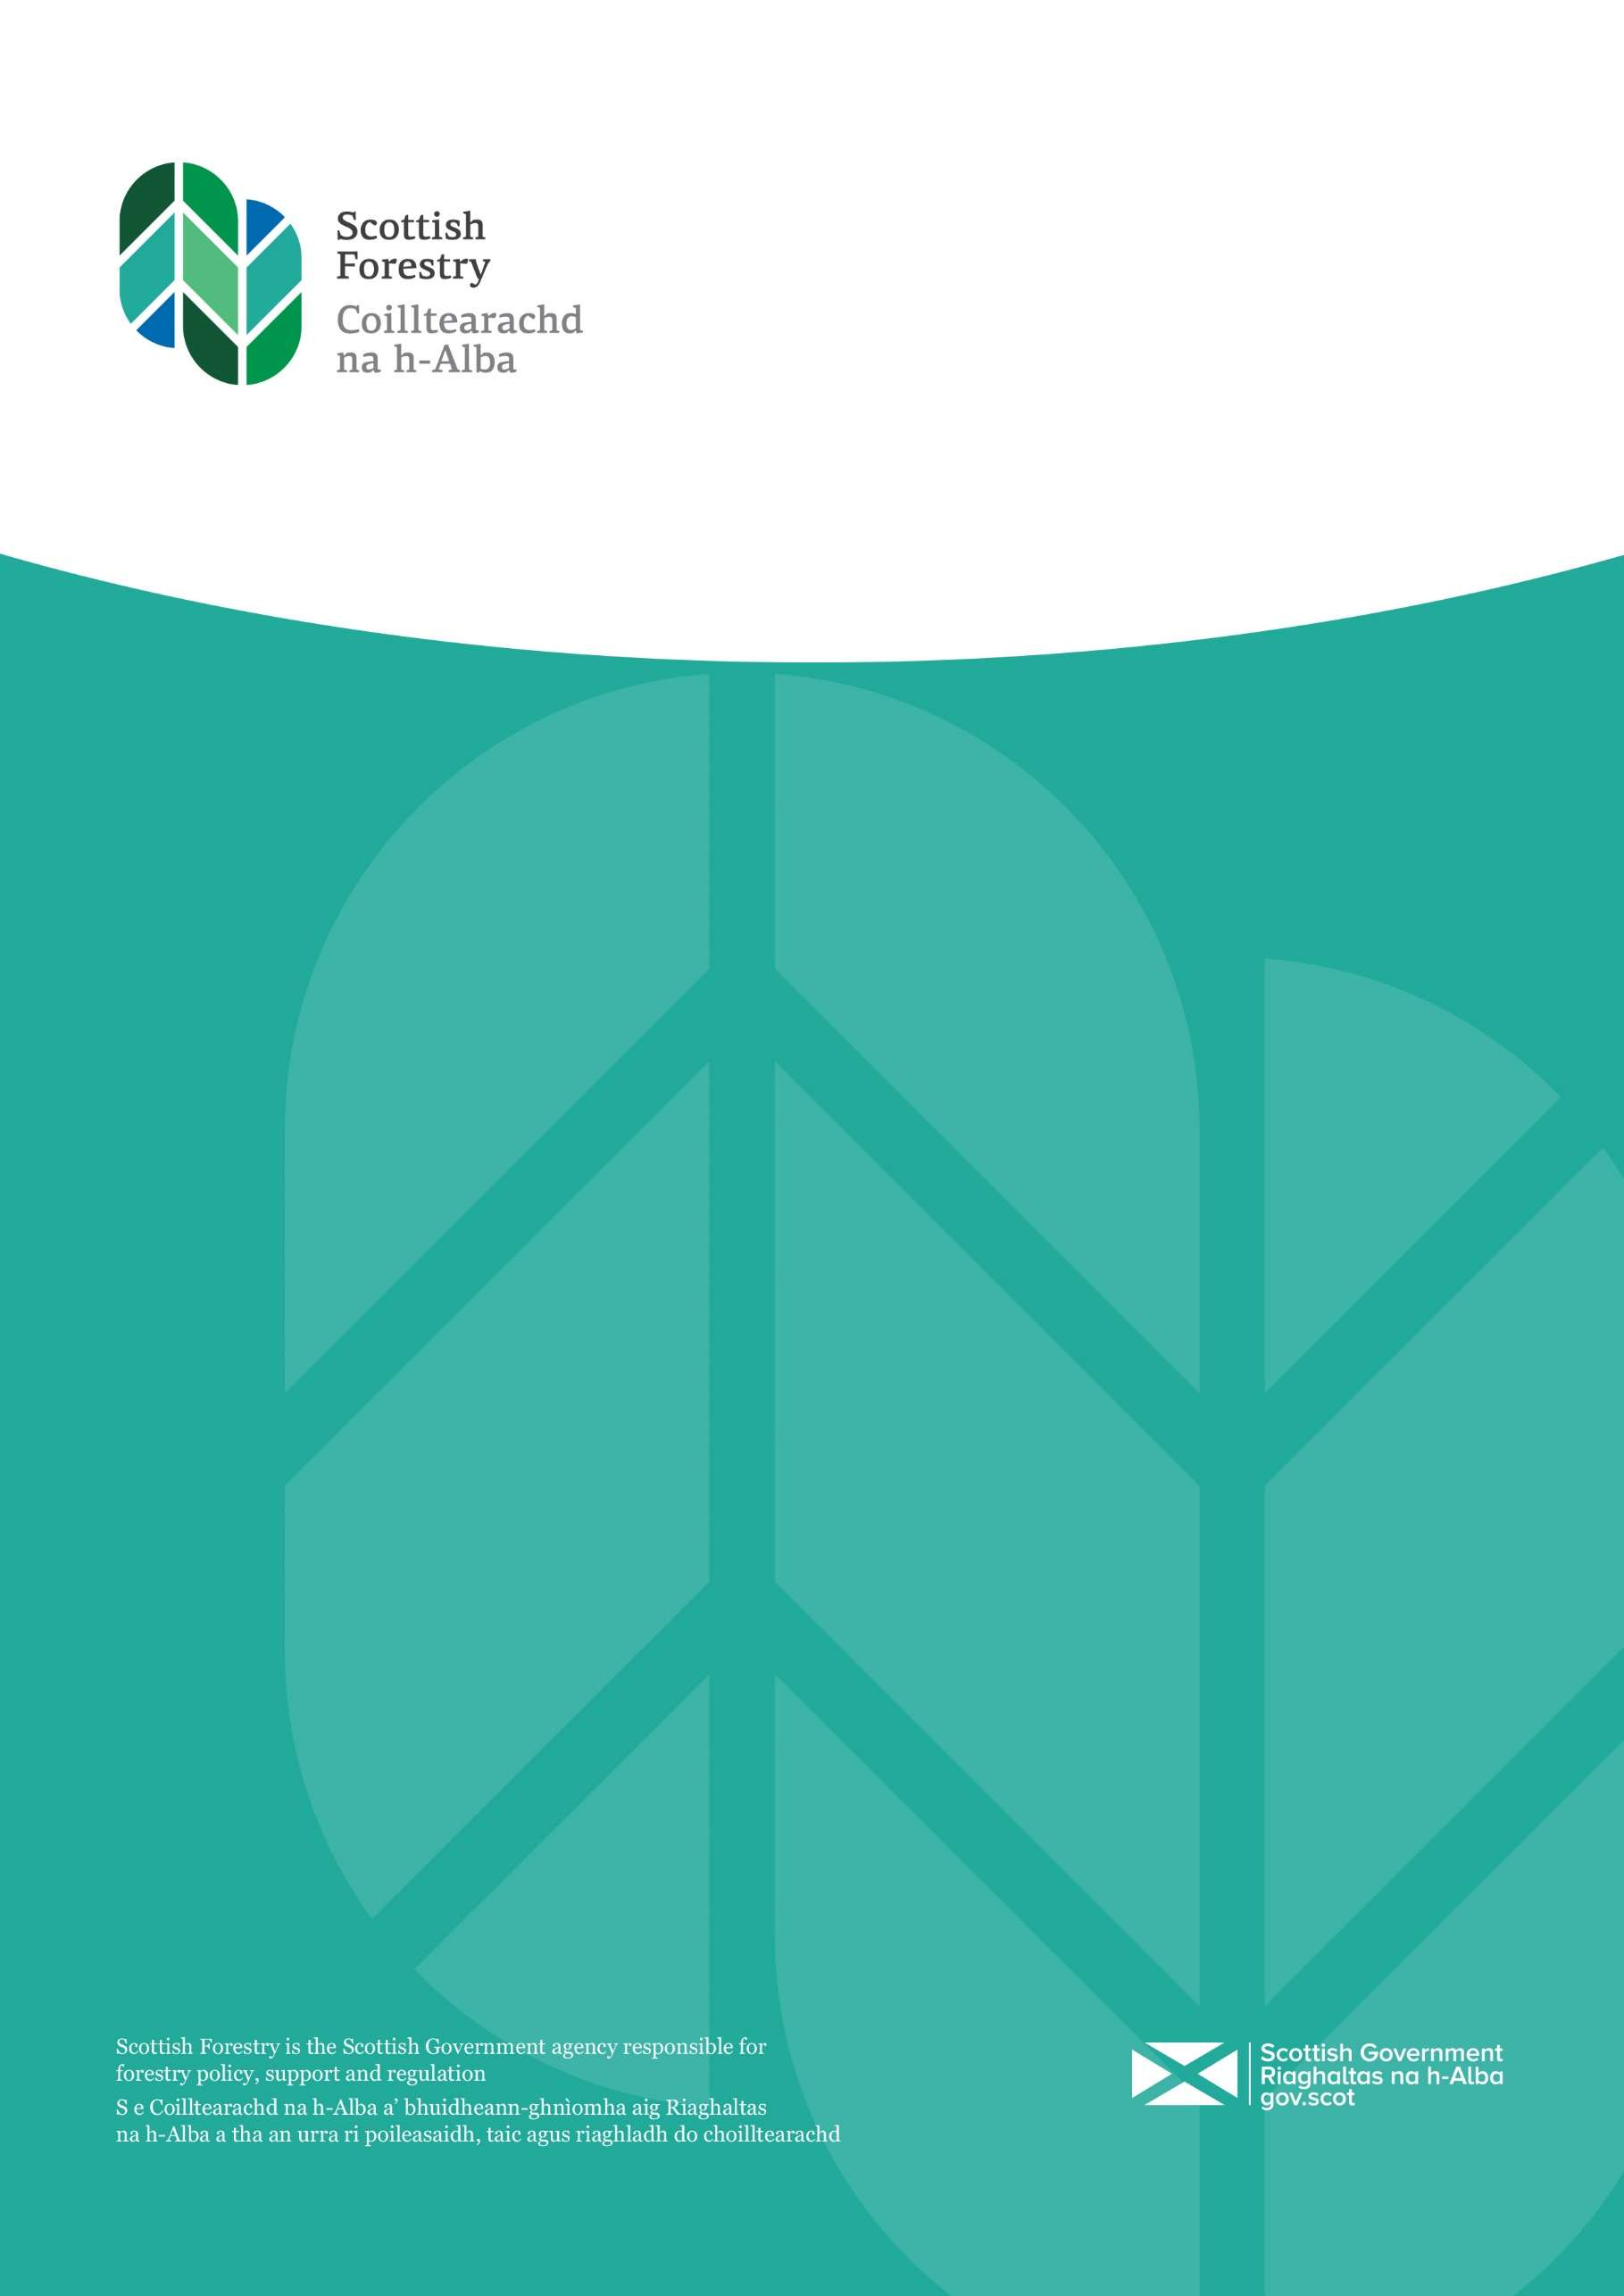 Scottish
Forestry
Coilltearachd
na h-Alba
Scottish Forestry is the Scottish Government agency responsible for
forestry policy, support and regulation
S e Coilltearachd na h-Alba a’ bhuidheann-ghnìomha aig Riaghaltas
na h-Alba a tha an urra ri poileasaidh, taic agus riaghladh do choilltearachd
Scottish Government
Riaghaltas na h-Alba
gov.scot